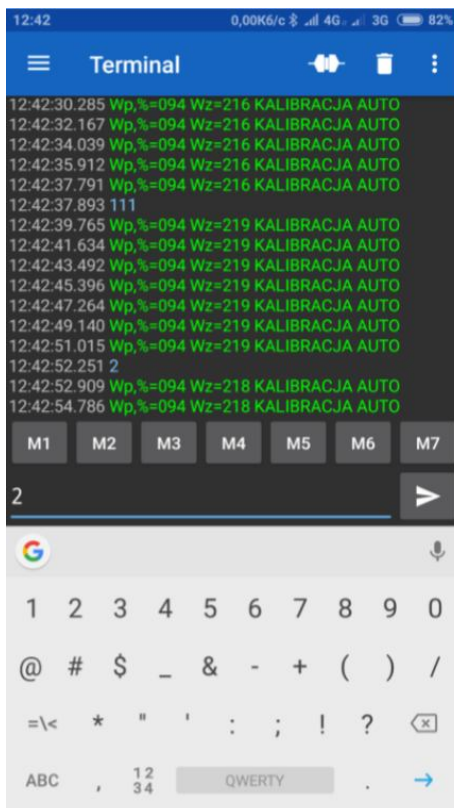 12:42 0,00K6/c 4G 3G 82%
Terminal
12:42:30.285 Wp,%=094 Wz=216 KALIBRACJA AUTO
12:42:32.167 Wp,%=094 Wz=216 KALIBRACJA AUTO
12:42:34.039 Wp,%=094 Wz=216 KALIBRACJA AUTO
12:42:35.912 Wp,%=094 Wz=216 KALIBRACJA AUTO
12:42:37.791 Wp,%=094 Wz=216 KALIBRACJA AUTO
12:42:37.893 111
12:42:39.765 Wp,%=094 Wz=219 KALIBRACJA AUTO
12:42:41.634 Wp,%=094 Wz=219 KALIBRACJA AUTO
12:42:43.492 Wp,%=094 Wz=219 KALIBRACJA AUTO
12:42:45.396 Wp,%=094 Wz=219 KALIBRACJA AUTO
12:42:47.264 Wp,%=094 Wz=219 KALIBRACJA AUTO
12:42:49.140 Wp,%=094 Wz=219 KALIBRACJA AUTO
12:42:51.015 Wp,%=094 Wz=219 KALIBRACJA AUTO
12:42:52.251 2
12:42:52.909 Wp,%=094 Wz=218 KALIBRACJA AUTO
12:42:54.786 Wp,%=094 Wz=218 KALIBRACJA AUTO
M1 M2 M3 M4 M5 M6 M7
2
G
1 2 3 4 5 6 7 8 9 0
@ # $ _ & - + ( ) /
=\< * " ' : ; ! ?
ABC , 1 2 3 4 QWERTY .